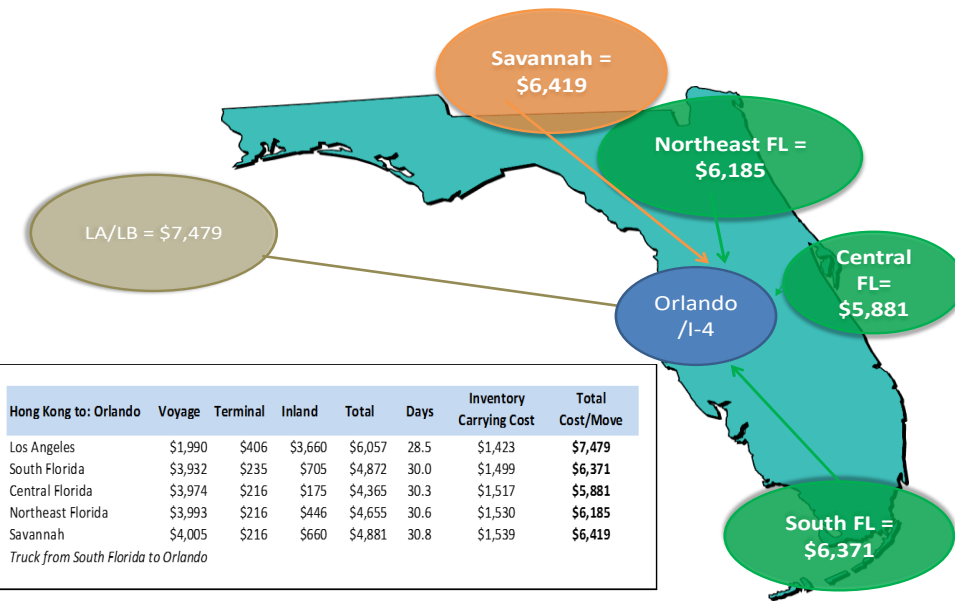 Savannah =
$6,419
Northeast FL =
$6,185
LA/LB = $7,479
Central
FL=
$5,881
Orlando
/I-4
South FL =
$6,371
Hong Kong to: Orlando Voyage Terminal Inland Total Days Inventory Carrying Cost Total Cost/Move
Los Angeles $1,990 $406 $3,660 $6,057 28.5 $1,423 $7,479
South Florida $3,932 $235 $705 $4,872 30.0 $1,499 $6,371
Central Florida $3,974 $216 $175 $4,365 30.3 $1,517 $5,881
Northeast Florida $3,993 $216 $446 $4,655 30.6 $1,530 $6,185
Savannah $4,005 $216 $660 $4,881 30.8 $1,539 $6,419
Truck from South Florida to Orlando